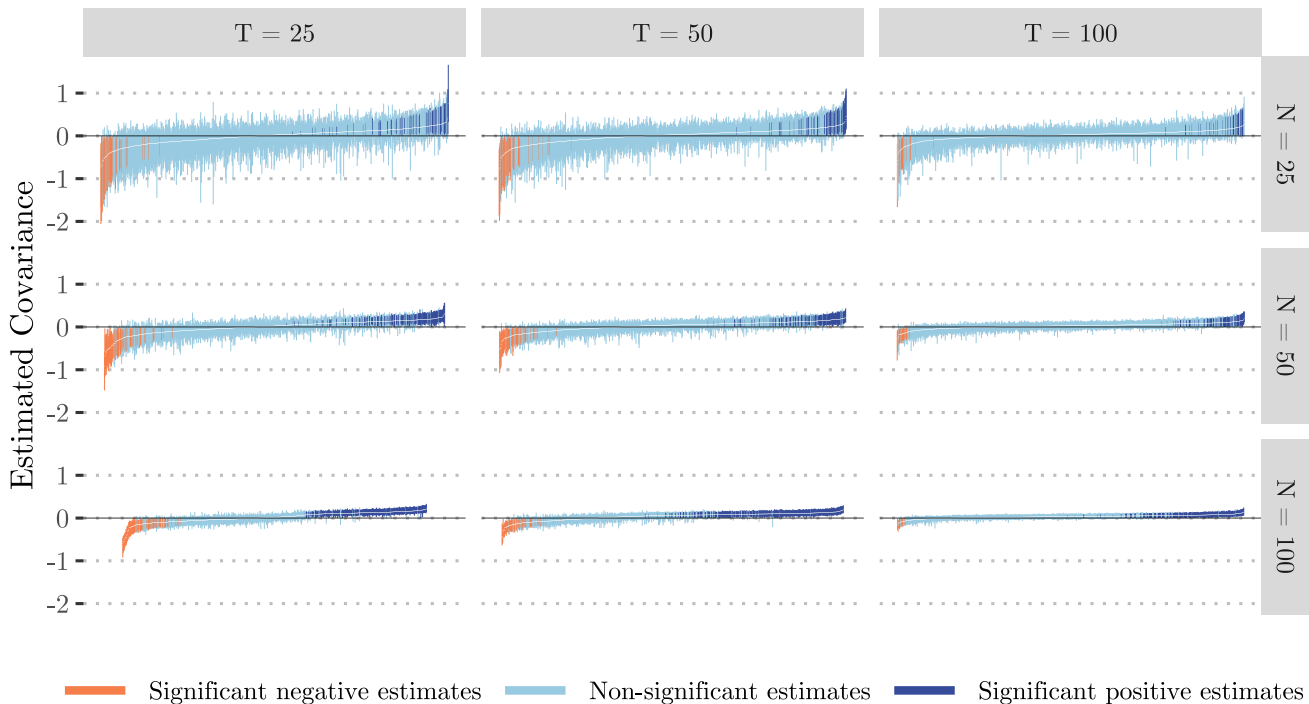 T = 25
T = 50
T = 100
Estimated Covariance
1
0
-1
-2
N = 25
1
0
-1
-2
N = 50
1
0
-1
-2
N = 100
Significant negative estimates
Non-significant estimates
Significant positive estimates